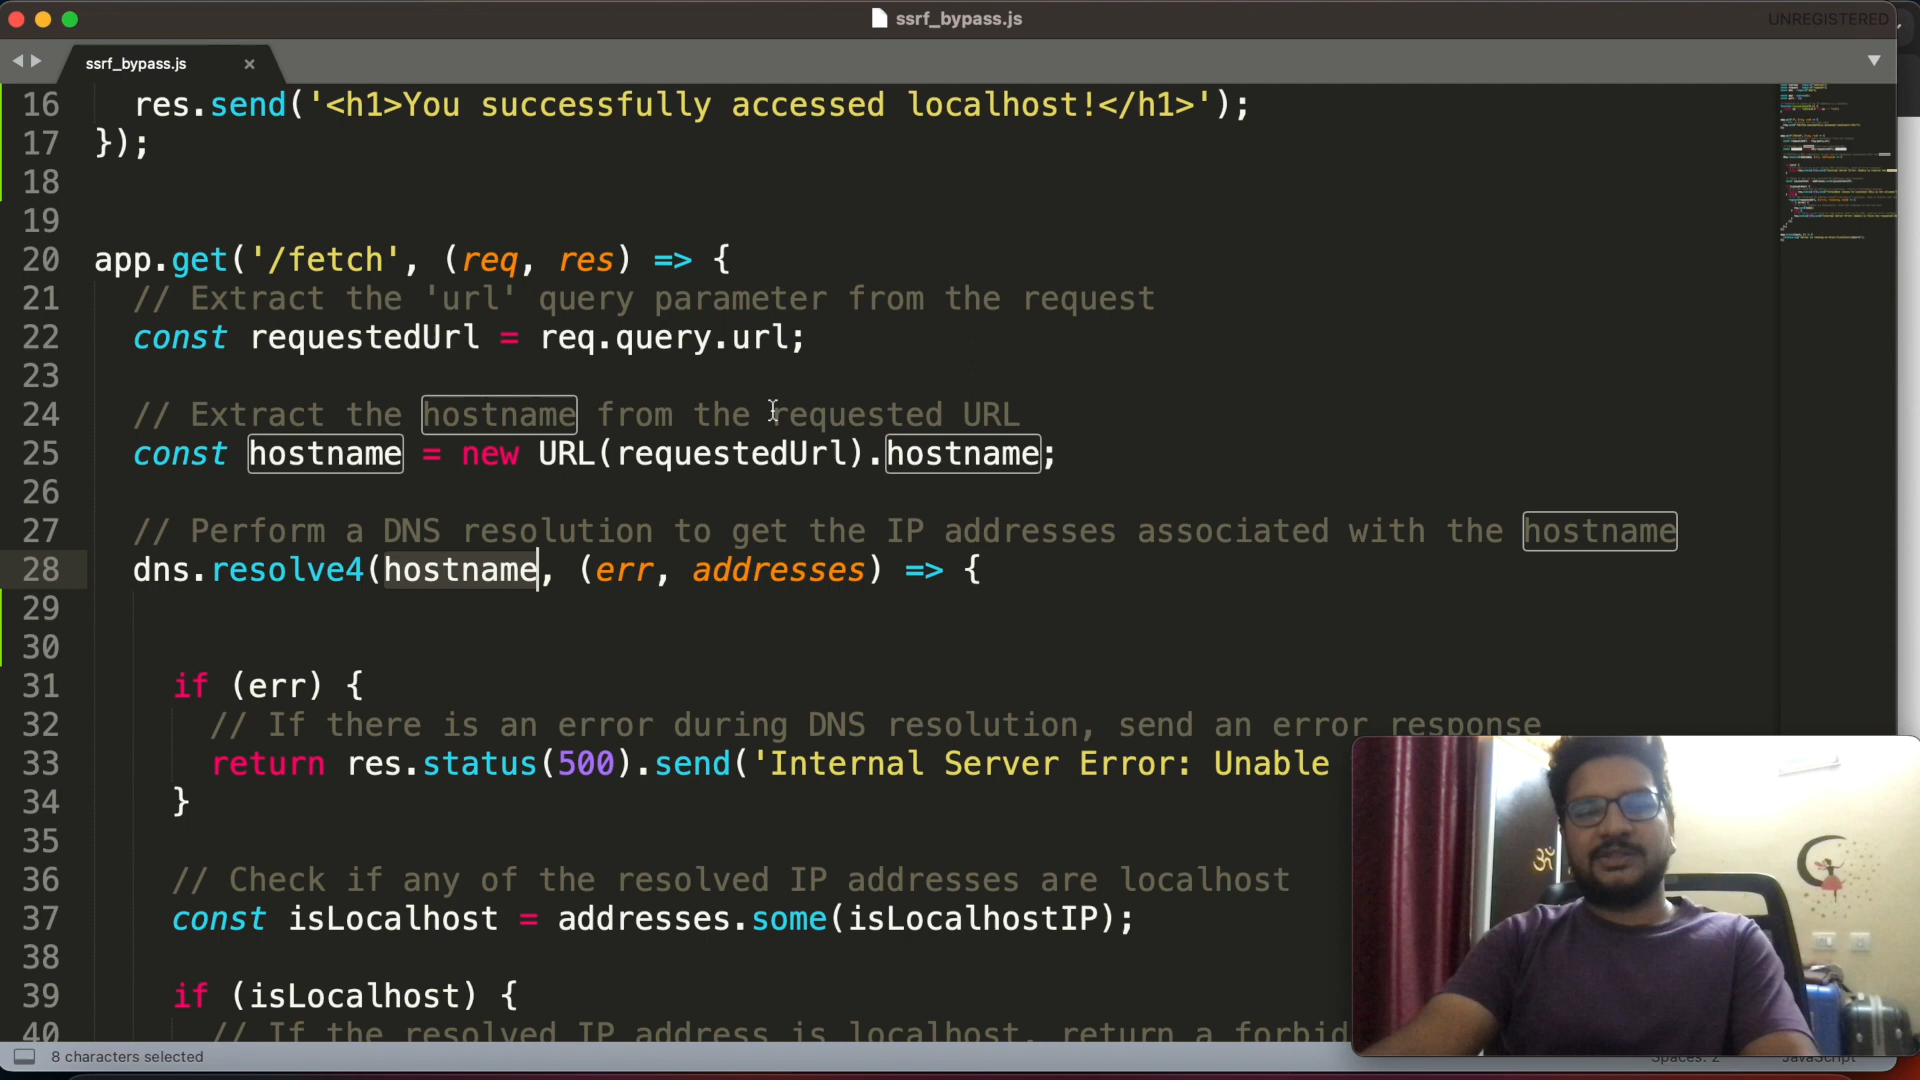 ssrf_bypass.js
UNREGISTERED
ssrf_bypass.js
16 res.send('<h1>You successfully accessed localhost!</h1>');
17 });
18
19
20 app.get('/fetch', (req, res) => {
21 // Extract the 'url' query parameter from the request
22 const requestedUrl = req.query.url;
23
24 // Extract the hostname from the requested URL
25 const hostname = new URL(requestedUrl).hostname;
26
27 // Perform a DNS resolution to get the IP addresses associated with the hostname
28 dns.resolve4(hostname, (err, addresses) => {
29
30
31 if (err) {
32 // If there is an error during DNS resolution, send an error response
33 return res.status(500).send('Internal Server Error: Unable
34 }
35
36 // Check if any of the resolved IP addresses are localhost
37 const isLocalhost = addresses.some(isLocalhostIP);
38
39 if (isLocalhost) {
40 // If the resolved IP address is localhost, return a forbid
ॐ
8 characters selected
Spaces: 2
JavaScript